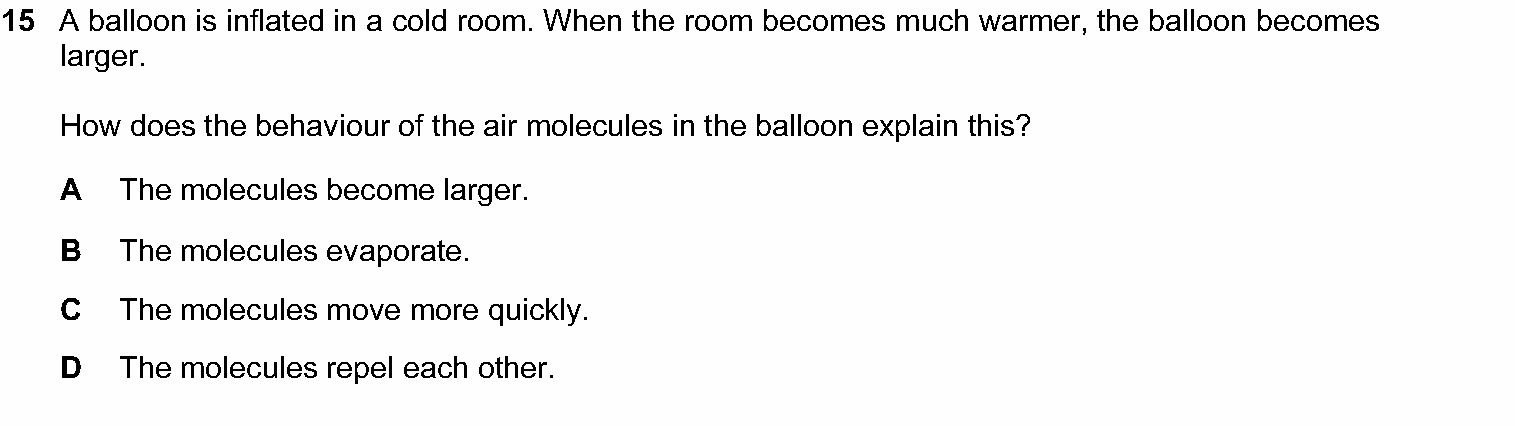 15 A balloon is inflated in a cold room. When the room becomes much warmer, the balloon becomes
larger.
How does the behaviour of the air molecules in the balloon explain this?
A The molecules become larger.
B The molecules evaporate.
C The molecules move more quickly.
D The molecules repel each other.